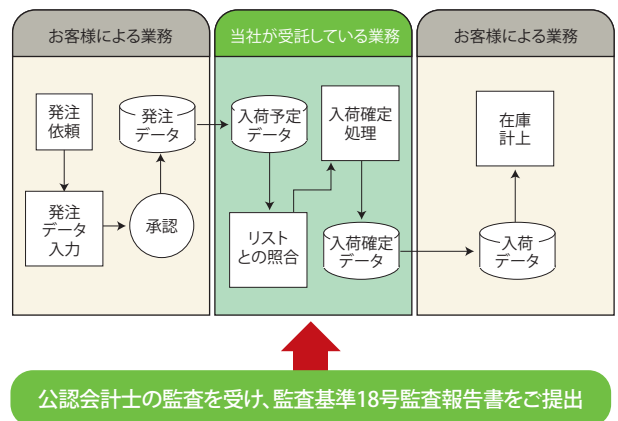 お客様による業務
当社が受託している業務
お客様による業務
発注
依頼
発注
データ
入力
承認
発注
データ
入荷予定
データ
リスト
との照合
入荷確定
処理
入荷確定
データ
入荷
データ
在庫
計上
公認会計士の監査を受け、監査基準18号監査報告書をご提出